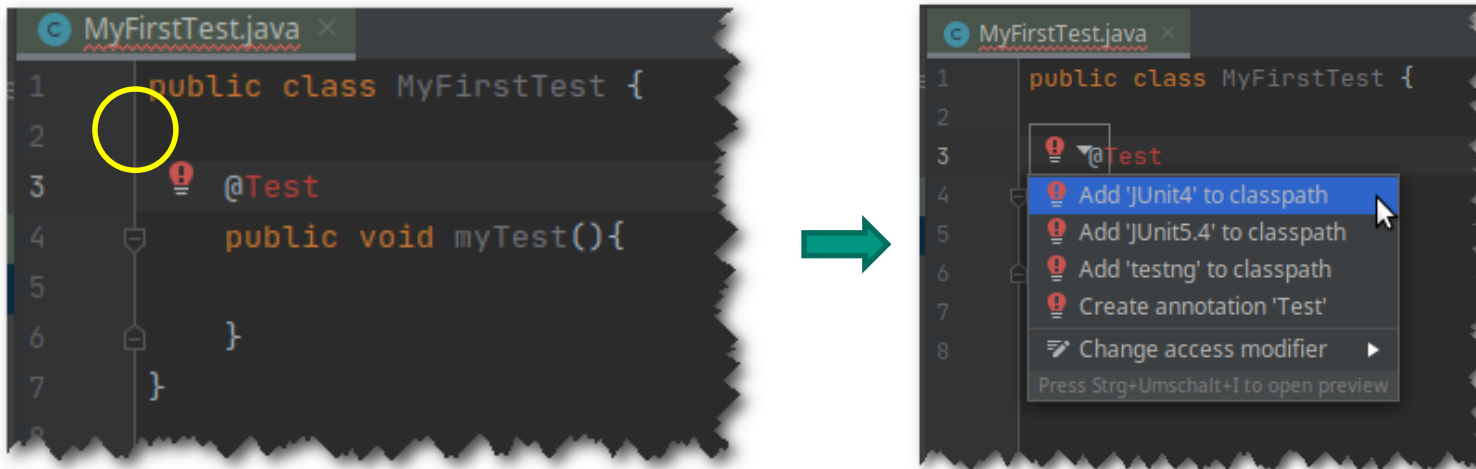 MyFirstTest.java
1 public class MyFirstTest {
2
3 @Test
4 public void myTest(){
5
6 }
7 }
8
MyFirstTest.java
1 public class MyFirstTest {
2
3 @Test
4 Add 'JUnit4' to classpath
5 Add 'JUnit5.4' to classpath
6 Add 'testng' to classpath
7 Create annotation 'Test'
8 Change access modifier
Press Strg+Umschalt+I to open preview